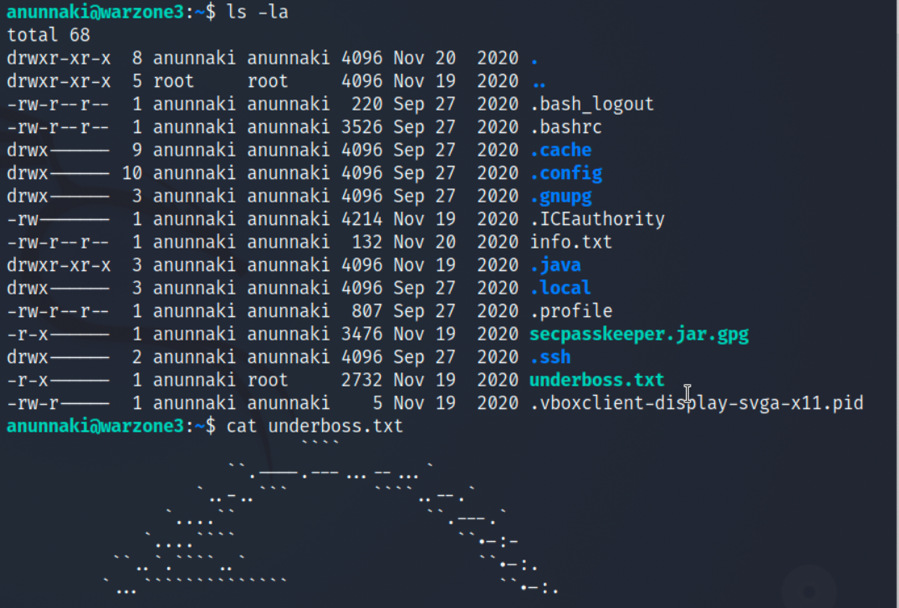 anunnaki@warzone3:~$ ls -la
total 68
drwxr-xr-x  8 anunnaki anunnaki 4096 Nov 20  2020 .
drwxr-xr-x  5 root     root     4096 Nov 19  2020 ..
-rw-r--r--  1 anunnaki anunnaki  220 Sep 27  2020 .bash_logout
-rw-r--r--  1 anunnaki anunnaki 3526 Sep 27  2020 .bashrc
drwx------  9 anunnaki anunnaki 4096 Sep 27  2020 .cache
drwx------ 10 anunnaki anunnaki 4096 Sep 27  2020 .config
drwx------  3 anunnaki anunnaki 4096 Sep 27  2020 .gnupg
-rw-------  1 anunnaki anunnaki 4214 Nov 19  2020 .ICEauthority
-rw-r--r--  1 anunnaki anunnaki  132 Nov 20  2020 info.txt
drwxr-xr-x  3 anunnaki anunnaki 4096 Nov 19  2020 .java
drwx------  3 anunnaki anunnaki 4096 Sep 27  2020 .local
-rw-r--r--  1 anunnaki anunnaki  807 Sep 27  2020 .profile
-r-x------  1 anunnaki anunnaki 3476 Nov 19  2020 secpasskeeper.jar.gpg
drwx------  2 anunnaki anunnaki 4096 Sep 27  2020 .ssh
-r-x------  1 anunnaki root     2732 Nov 19  2020 underboss.txt
-rw-r-----  1 anunnaki anunnaki    5 Nov 19  2020 .vboxclient-display-svga-x11.pid
anunnaki@warzone3:~$ cat underboss.txt